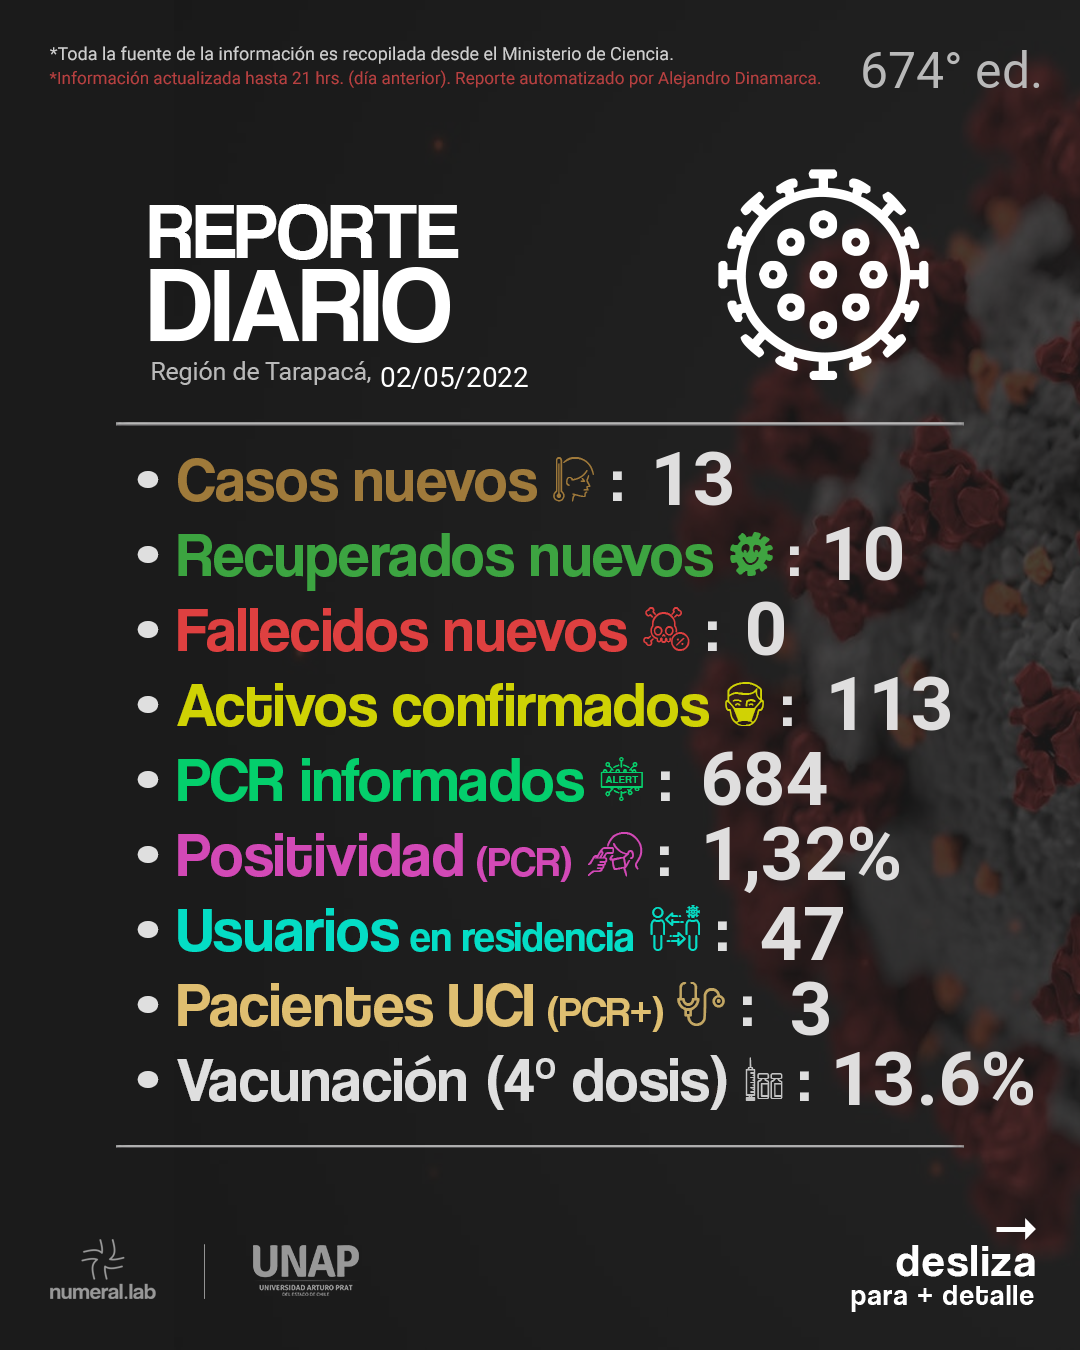 *Toda la fuente de la información es recopilada desde el Ministerio de Ciencia.
*Información actualizada hasta 21 hrs. (día anterior). Reporte automatizado por Alejandro Dinamarca.
674° ed.
REPORTE
DIARIO
Región de Tarapacá, 02/05/2022
• Casos nuevos : 13
• Recuperados nuevos : 10
• Fallecidos nuevos % : 0
• Activos confirmados : 113
• PCR informados ALERT : 684
• Positividad (PCR) : 1,32%
• Usuarios en residencia : 47
• Pacientes UCI (PCR+) : 3
• Vacunación (4º dosis) : 13.6%
numeral.lab
UNAP
UNIVERSIDAD ARTURO PRAT
DEL ESTADO DE CHILE
desliza
para + detalle